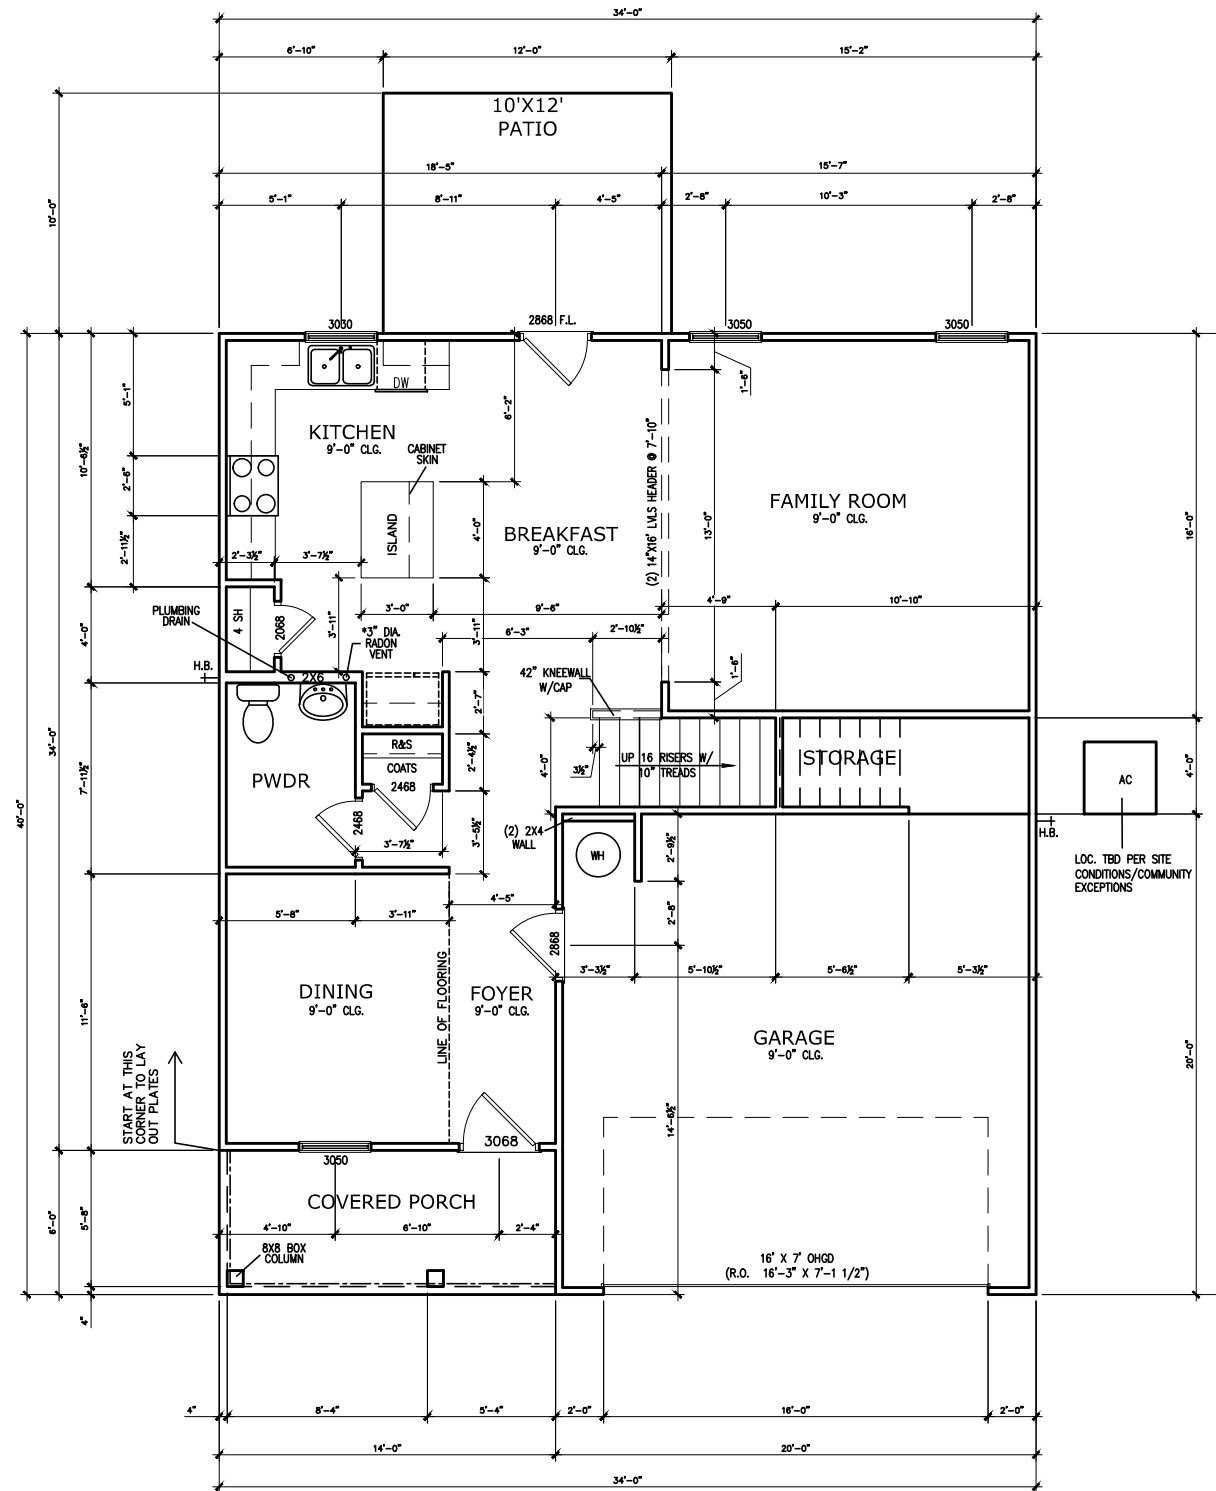 34'-0"
6'-10"
12'-0"
15'-2"
10'X12'
PATIO
18'-5"
15'-7"
5'-1"
8'-11"
4'-5"
2'-8"
10'-3"
2'-8"
10'-0"
3030
2868 F.L.
3050
3050
DW
5'-1"
6'-2"
1'-6"
KITCHEN
9'-0" CLG.
CABINET
SKIN
10'-6½"
2'-6"
(2) 14"X16' LVLS HEADER @ 7'-10"
FAMILY ROOM
9'-0" CLG.
ISLAND
4'-0"
BREAKFAST
9'-0" CLG.
13'-0"
16'-0"
2'-11½"
2'-3½"
3'-7½"
3'-0"
9'-6"
4'-9"
10'-10"
PLUMBING
DRAIN
4 SH
2068
3'-11"
*3" DIA.
RADON
VENT
3'-11"
6'-3"
2'-10½"
4'-0"
H.B.
2X6
42" KNEEWALL
W/CAP
1'-6"
2'-7"
34'-0"
40'-0"
7'-11½"
PWDR
R&S
COATS
2468
2'-4½"
4'-0"
3½"
UP 16 RISERS W/
10" TREADS
STORAGE
4'-0"
AC
2468
3'-7½"
3'-5½"
(2) 2X4
WALL
WH
2'-9½"
H.B.
LOC. TBD PER SITE
CONDITIONS/COMMUNITY
EXCEPTIONS
5'-8"
3'-11"
4'-5"
2'-8"
2868
3'-3½"
5'-10½"
5'-6½"
5'-3½"
DINING
9'-0" CLG.
LINE OF FLOORING
FOYER
9'-0" CLG.
11'-6"
GARAGE
9'-0" CLG.
20'-0"
START AT THIS
CORNER TO LAY
OUT PLATES
14'-6½"
3068
3050
COVERED PORCH
6'-0"
5'-8"
4'-10"
6'-10"
2'-4"
8X8 BOX
COLUMN
16' X 7' OHGD
(R.O. 16'-3" X 7'-1 1/2")
4"
4"
8'-4"
5'-4"
2'-0"
16'-0"
2'-0"
14'-0"
20'-0"
34'-0"